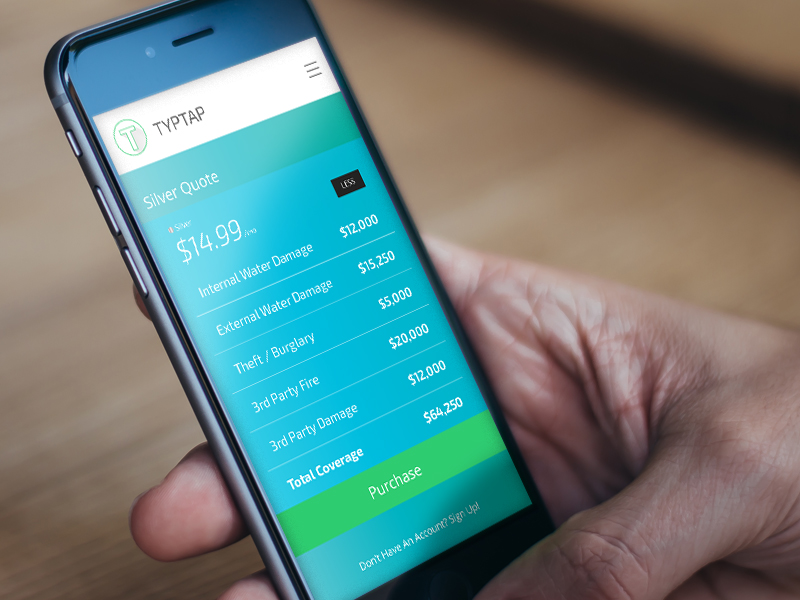 T TYPTAP
Silver Quote
LESS
Silver
$14.99 /mo
Internal Water Damage $12,000
External Water Damage $15,250
Theft / Burglary $5,000
3rd Party Fire $20,000
3rd Party Damage $12,000
Total Coverage $64,250
Purchase
Don't Have An Account? Sign Up!